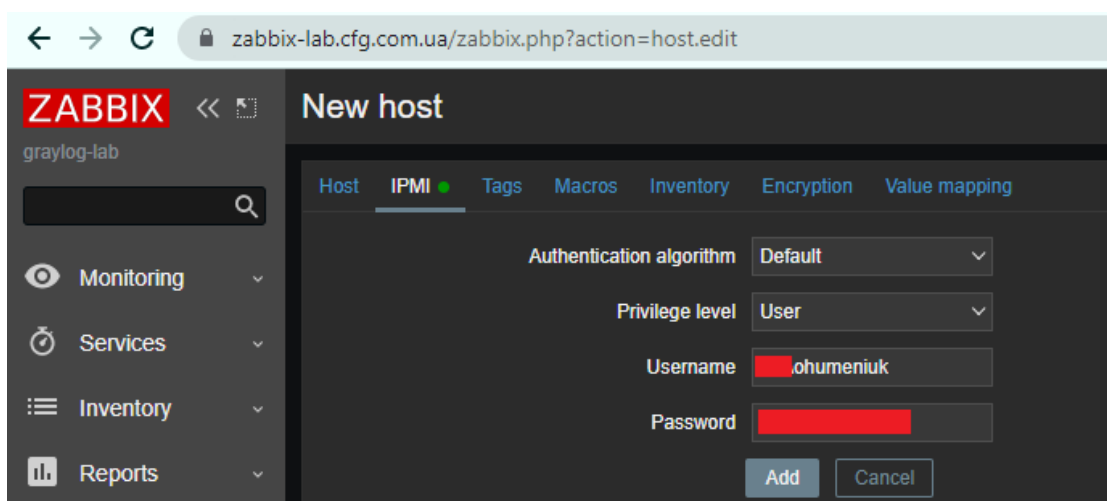 zabbix-lab.cfg.com.ua/zabbix.php?action=host.edit
ZABBIX
New host
graylog-lab
Host IPMI Tags Macros Inventory Encryption Value mapping
Authentication algorithm Default
Monitoring
Privilege level User
Services
Username ohumeniuk
Inventory
Password
Reports
Add Cancel